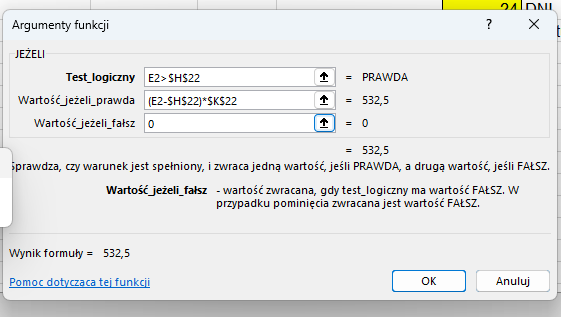 24 DNI
Argumenty funkcji ? ×
JEŻELI
Test_logiczny E2>$H$22 = PRAWDA
Wartość_jeżeli_prawda (E2-$H$22)*$K$22 = 532,5
Wartość_jeżeli_fałsz 0 = 0
= 532,5
Sprawdza, czy warunek jest spełniony, i zwraca jedną wartość, jeśli PRAWDA, a drugą wartość, jeśli FAŁSZ.
Wartość_jeżeli_fałsz - wartość zwracana, gdy test_logiczny ma wartość FAŁSZ. W
przypadku pominięcia zwracana jest wartość FAŁSZ.
Wynik formuły = 532,5
Pomoc dotycząca tej funkcji OK Anuluj